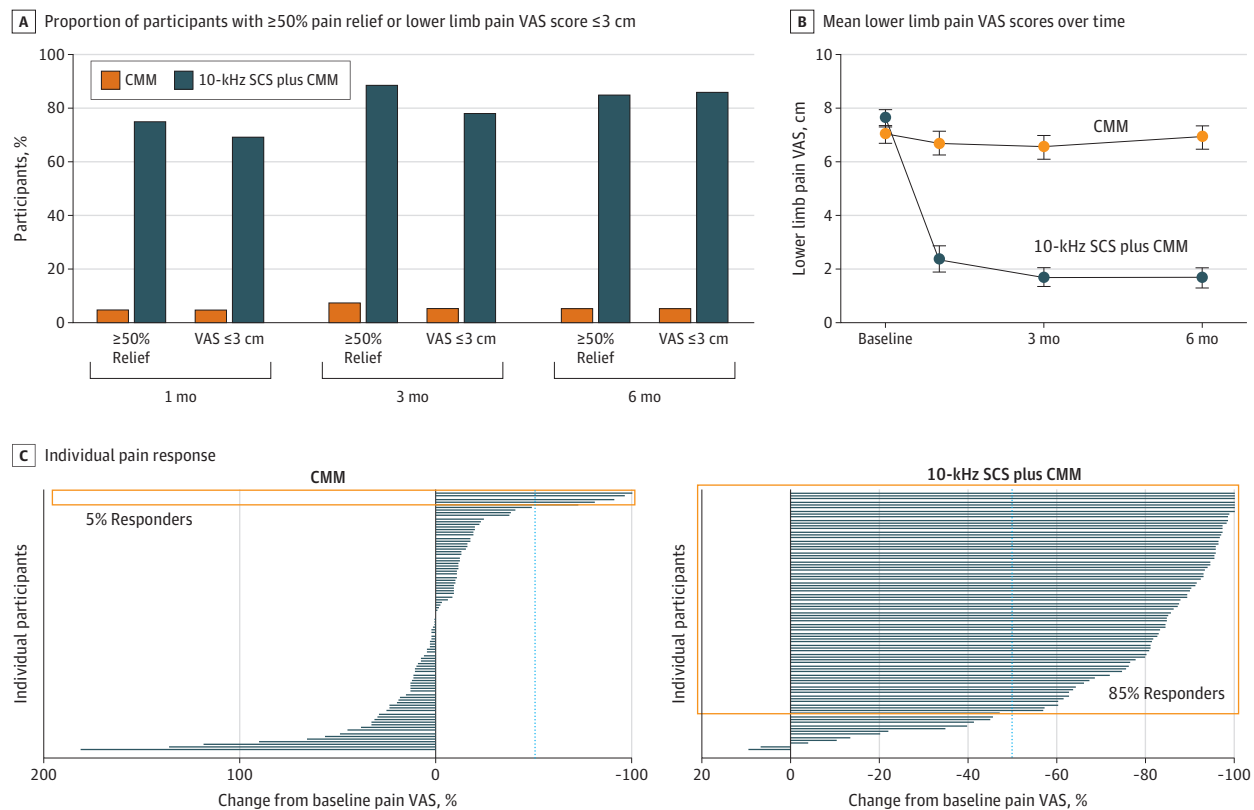 A Proportion of participants with ≥50% pain relief or lower limb pain VAS score ≤3 cm
100
80
60
40
20
0
Participants, %
CMM
10-kHz SCS plus CMM
≥50%
Relief
VAS ≤3 cm
≥50%
Relief
VAS ≤3 cm
≥50%
Relief
VAS ≤3 cm
1 mo
3 mo
6 mo
B Mean lower limb pain VAS scores over time
10
8
6
4
2
0
Lower limb pain VAS, cm
CMM
10-kHz SCS plus CMM
Baseline
3 mo
6 mo
C Individual pain response
CMM
5% Responders
Individual participants
200
100
0
-100
Change from baseline pain VAS, %
10-kHz SCS plus CMM
Individual participants
85% Responders
20
0
-20
-40
-60
-80
-100
Change from baseline pain VAS, %